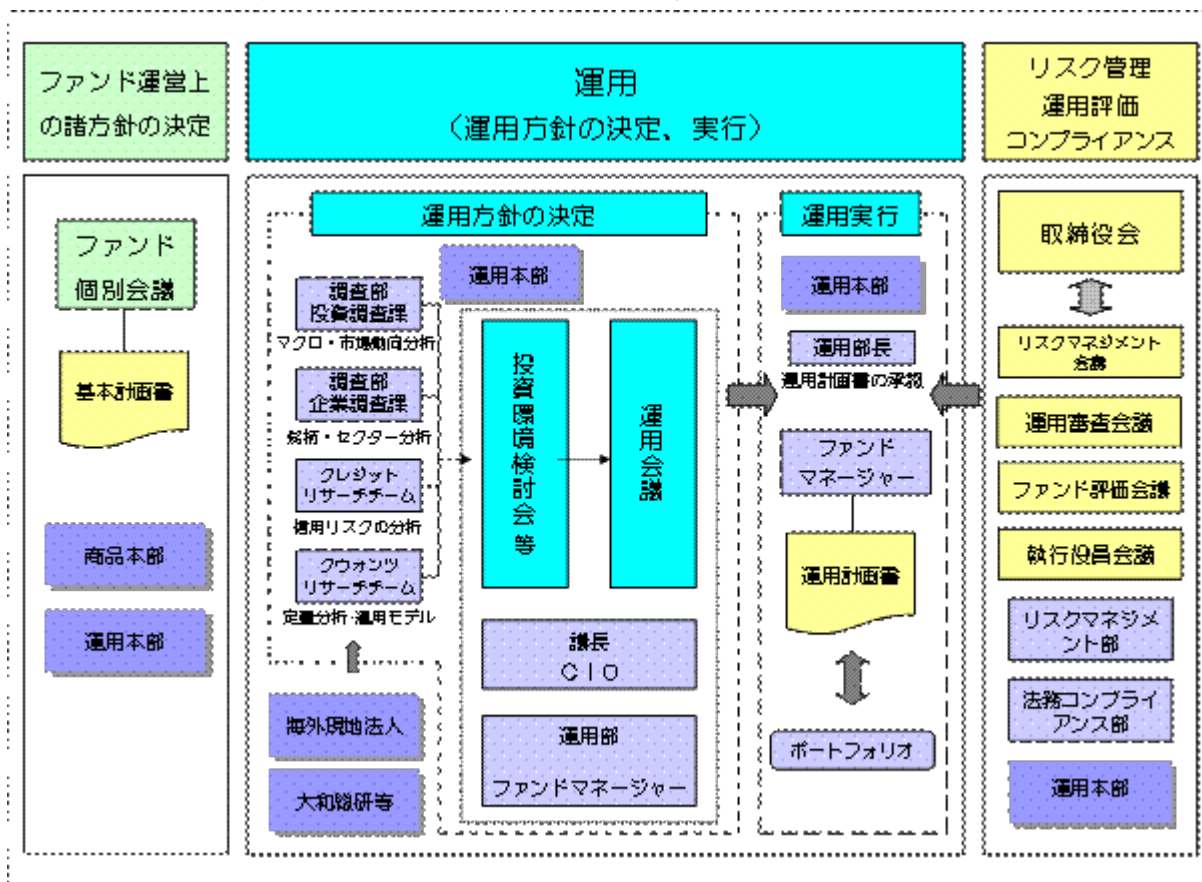 ファンド運営上
の諸方針の決定
運用
(運用方針の決定、実行)
リスク管理
運用評価
コンプライアンス
ファンド
個別会議
基本計画書
商品本部
運用本部
運用方針の決定
運用本部
調査部
投資調査課
マクロ・市場動向分析
調査部
企業調査課
銘柄・セクター分析
クレジット
リサーチチーム
信用リスクの分析
クウォンツ
リサーチチーム
定量分析・運用モデル
海外現地法人
大和総研等
投資環境検討会等
運用会議
議長
CIO
運用部
ファンドマネージャー
運用実行
運用本部
運用部長
運用計画書の承認
ファンド
マネージャー
運用計画書
ポートフォリオ
取締役会
リスクマネジメント
会議
運用審査会議
ファンド評価会議
執行役員会議
リスクマネジメ
ント部
法務コンプライ
アンス部
運用本部